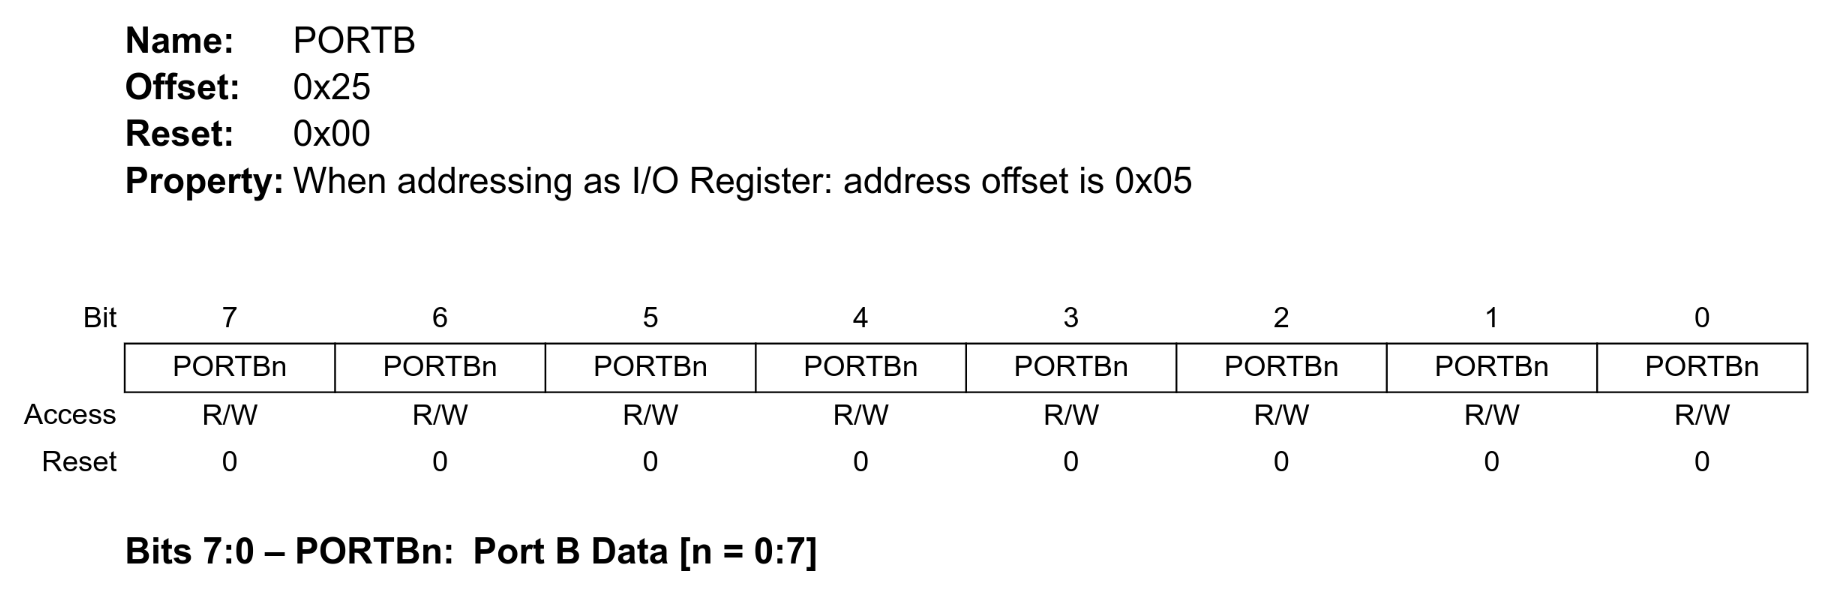 Name: PORTB
Offset: 0x25
Reset: 0x00
Property: When addressing as I/O Register: address offset is 0x05
Bit 7 6 5 4 3 2 1 0
PORTBn PORTBn PORTBn PORTBn PORTBn PORTBn PORTBn PORTBn
Access R/W R/W R/W R/W R/W R/W R/W R/W
Reset 0 0 0 0 0 0 0 0
Bits 7:0 – PORTBn: Port B Data [n = 0:7]